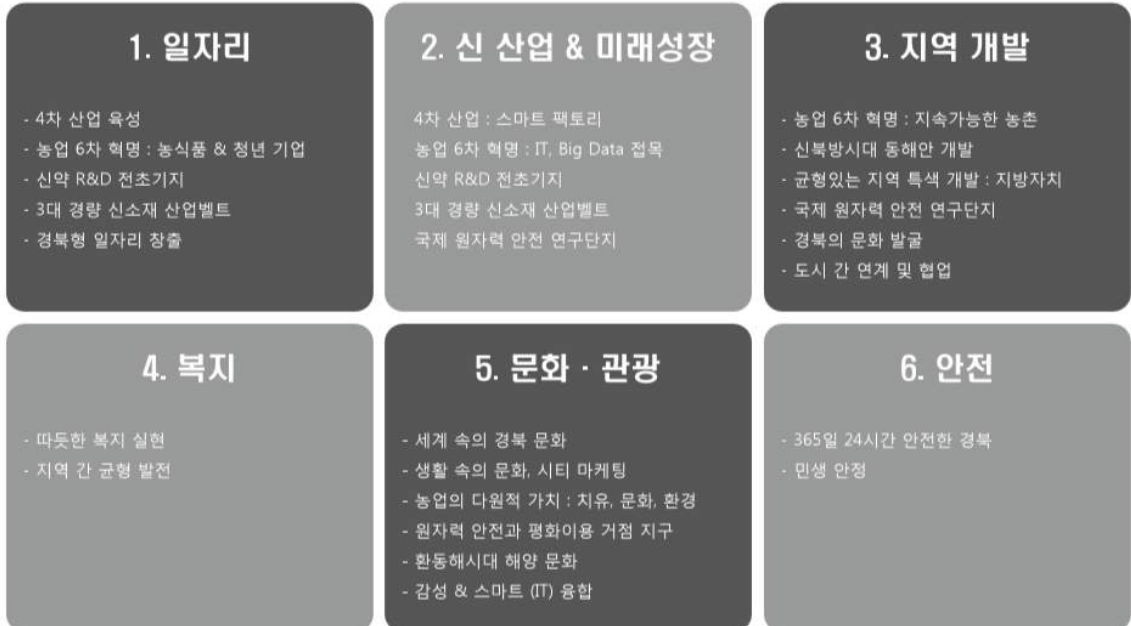 1. 일자리
- 4차 산업 육성
- 농업 6차 혁명 : 농식품 & 청년 기업
- 신약 R&D 전초기지
- 3대 경량 신소재 산업벨트
- 경북형 일자리 창출
2. 신 산업 & 미래성장
4차 산업 : 스마트 팩토리
농업 6차 혁명 : IT, Big Data 접목
신약 R&D 전초기지
3대 경량 신소재 산업벨트
국제 원자력 안전 연구단지
3. 지역 개발
- 농업 6차 혁명 : 지속가능한 농촌
- 신북방시대 동해안 개발
- 균형있는 지역 특색 개발 : 지방자치
- 국제 원자력 안전 연구단지
- 경북의 문화 발굴
- 도시 간 연계 및 협업
4. 복지
- 따듯한 복지 실현
- 지역 간 균형 발전
5. 문화 · 관광
- 세계 속의 경북 문화
- 생활 속의 문화, 시티 마케팅
- 농업의 다원적 가치 : 치유, 문화, 환경
- 원자력 안전과 평화이용 거점 지구
- 환동해시대 해양 문화
- 감성 & 스마트 (IT) 융합
6. 안전
- 365일 24시간 안전한 경북
- 민생 안정